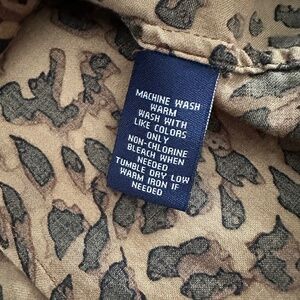 MACHINE WASH
WARM
WASH WITH
LIKE COLORS
ONLY
NON-CHLORINE
BLEACH WHEN
NEEDED
TUMBLE DRY LOW
WARM IRON IF
NEEDED